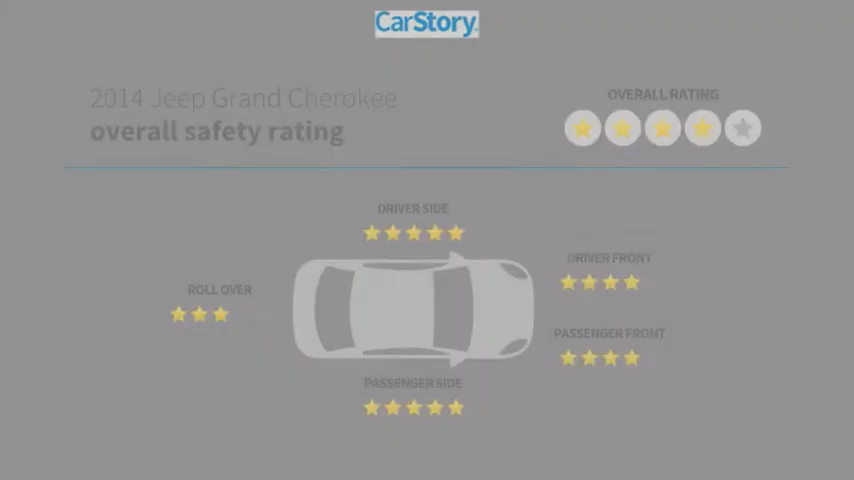 CarStory
2014 Jeep Grand Cherokee
overall safety rating
OVERALL RATING
DRIVER SIDE
DRIVER FRONT
ROLL OVER
PASSENGER FRONT
PASSENGER SIDE